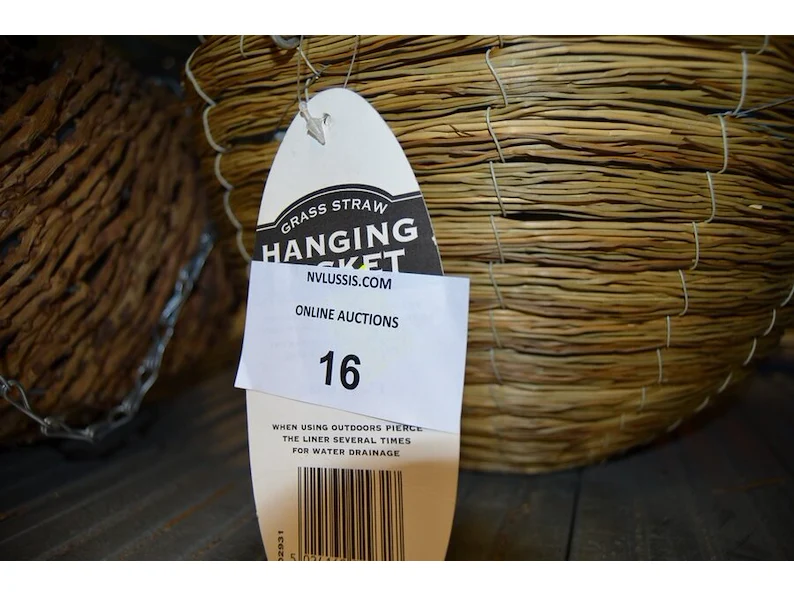 GRASS STRAW
HANGING
NVLUSSIS.COM
ONLINE AUCTIONS
16
WHEN USING OUTDOORS PIERCE
THE LINER SEVERAL TIMES
FOR WATER DRAINAGE